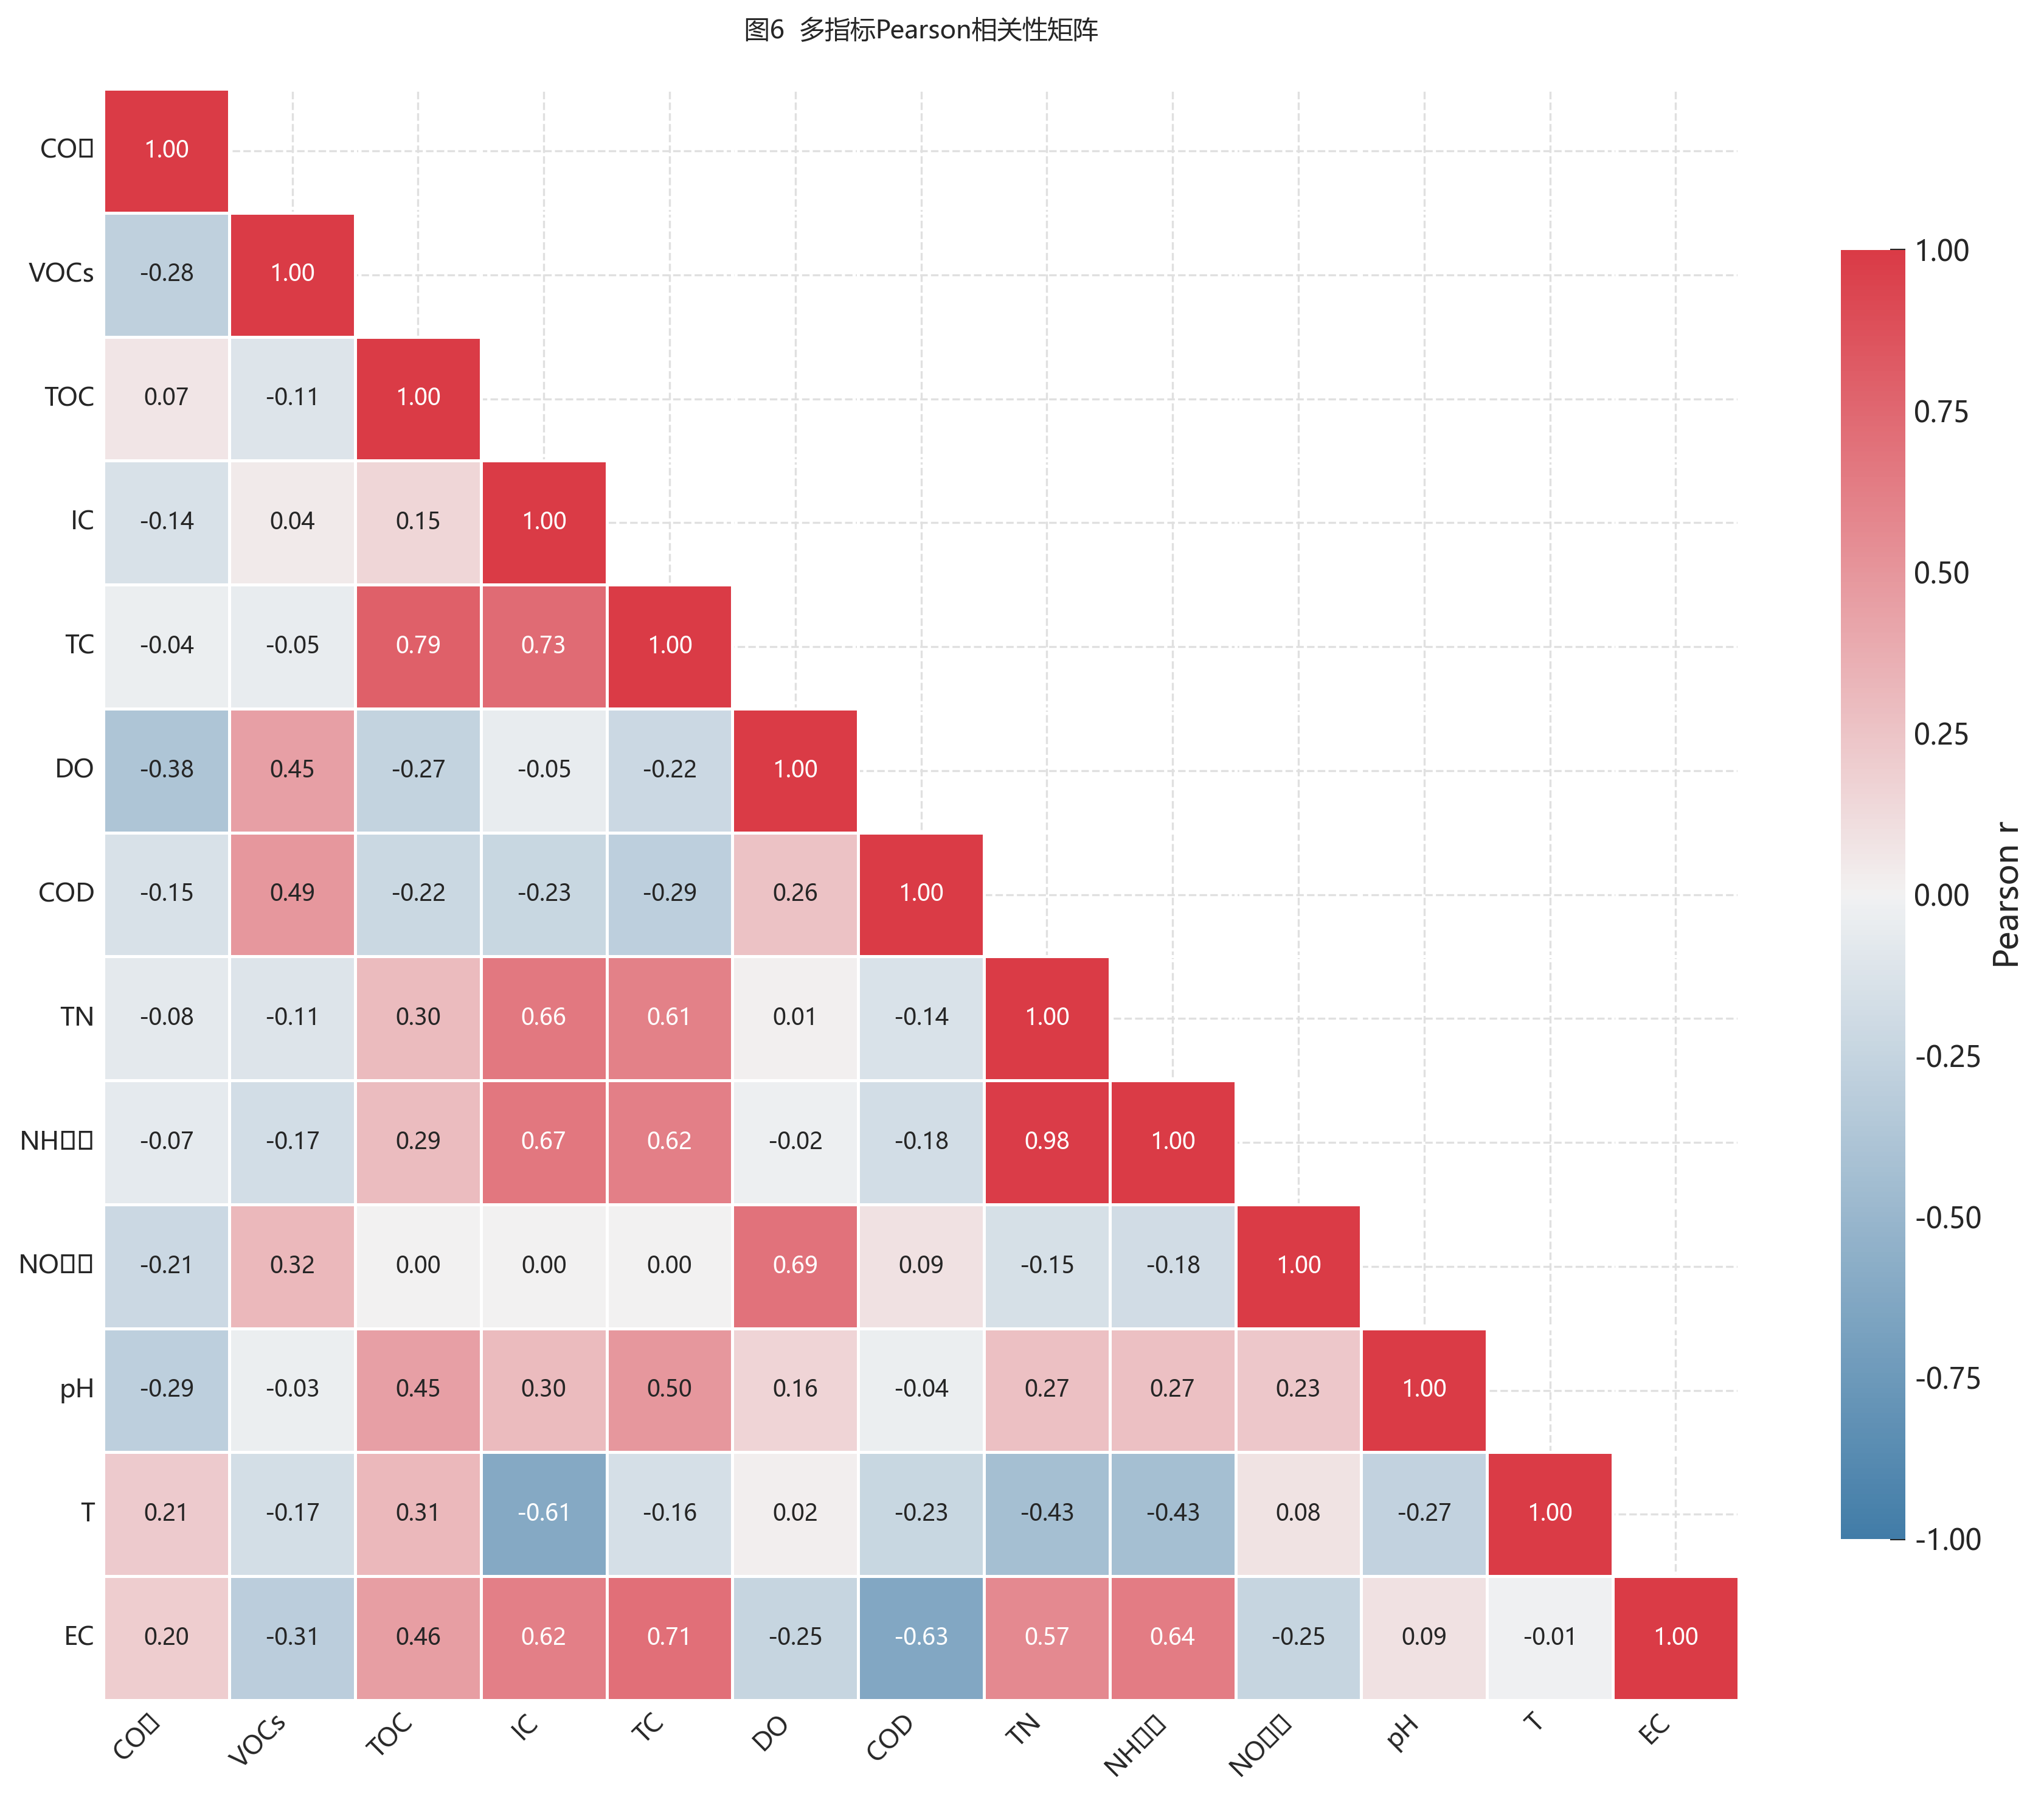 图6 多指标Pearson相关性矩阵
CO▯ 1.00
VOCs -0.28 1.00
TOC 0.07 -0.11 1.00
IC -0.14 0.04 0.15 1.00
TC -0.04 -0.05 0.79 0.73 1.00
DO -0.38 0.45 -0.27 -0.05 -0.22 1.00
COD -0.15 0.49 -0.22 -0.23 -0.29 0.26 1.00
TN -0.08 -0.11 0.30 0.66 0.61 0.01 -0.14 1.00
NH▯▯ -0.07 -0.17 0.29 0.67 0.62 -0.02 -0.18 0.98 1.00
NO▯▯ -0.21 0.32 0.00 0.00 0.00 0.69 0.09 -0.15 -0.18 1.00
pH -0.29 -0.03 0.45 0.30 0.50 0.16 -0.04 0.27 0.27 0.23 1.00
T 0.21 -0.17 0.31 -0.61 -0.16 0.02 -0.23 -0.43 -0.43 0.08 -0.27 1.00
EC 0.20 -0.31 0.46 0.62 0.71 -0.25 -0.63 0.57 0.64 -0.25 0.09 -0.01 1.00
CO▯ VOCs TOC IC TC DO COD TN NH▯▯ NO▯▯ pH T EC
1.00
0.75
0.50
0.25
0.00
-0.25
-0.50
-0.75
-1.00
Pearson r